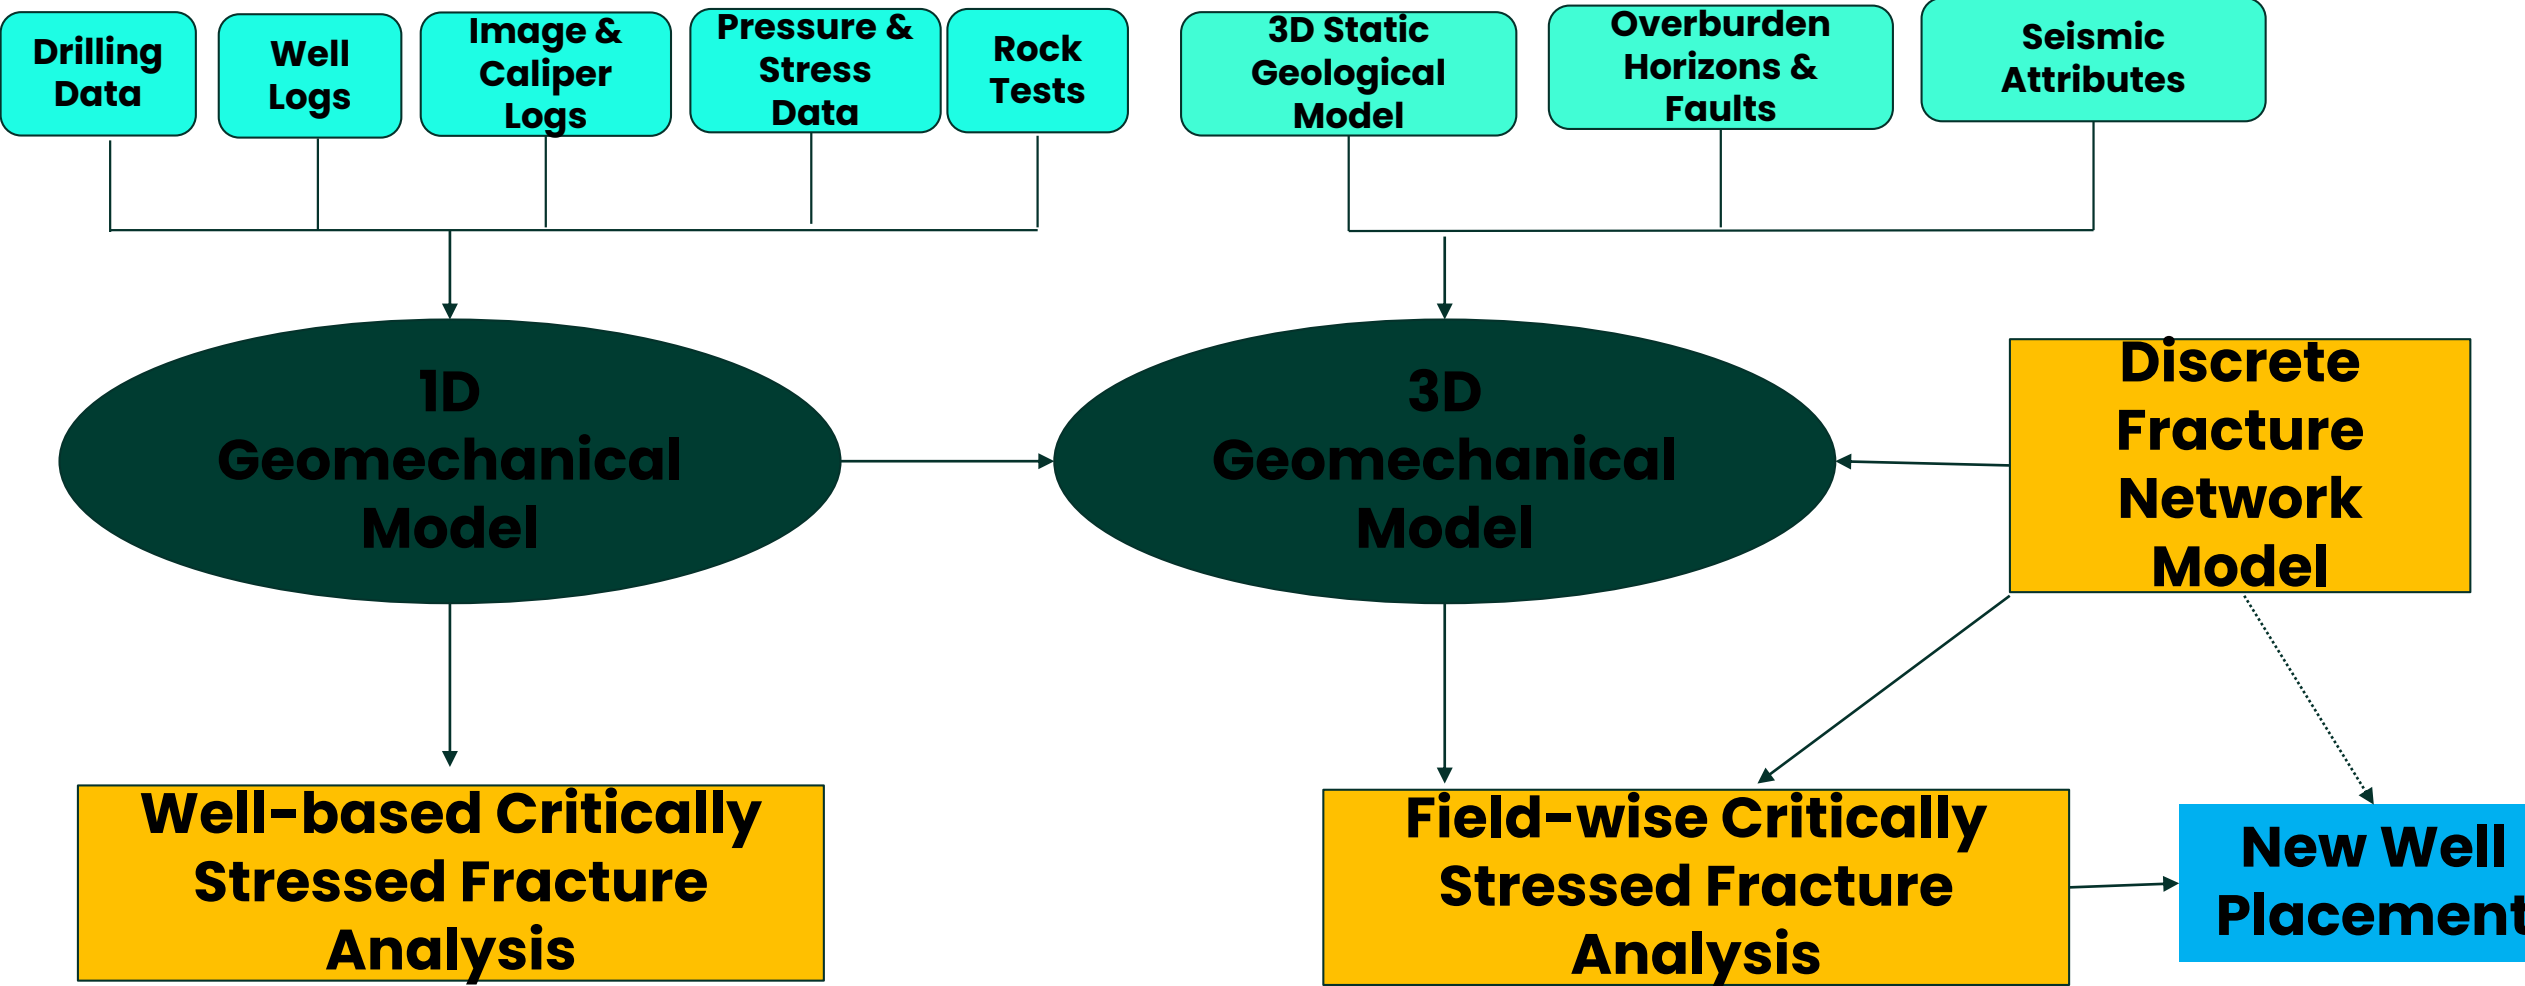 Drilling
Data
Well
Logs
Image &
Caliper
Logs
Pressure &
Stress
Data
Rock
Tests
3D Static
Geological
Model
Overburden
Horizons &
Faults
Seismic
Attributes
1D
Geomechanical
Model
3D
Geomechanical
Model
Discrete
Fracture
Network
Model
Well-based Critically
Stressed Fracture
Analysis
Field-wise Critically
Stressed Fracture
Analysis
New Well
Placement